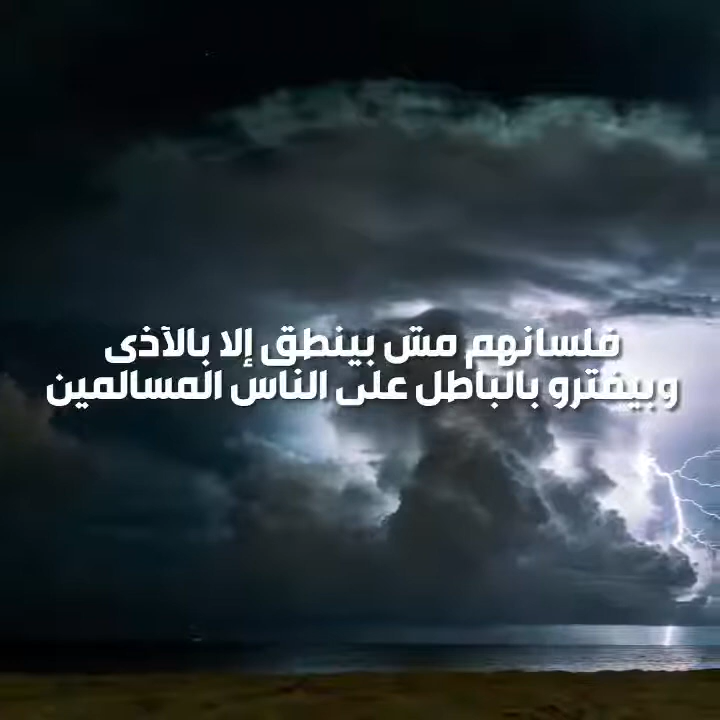 فلسانهم مش بينطق إلا بالأذى
وبيفترو بالباطل على الناس المسالمين